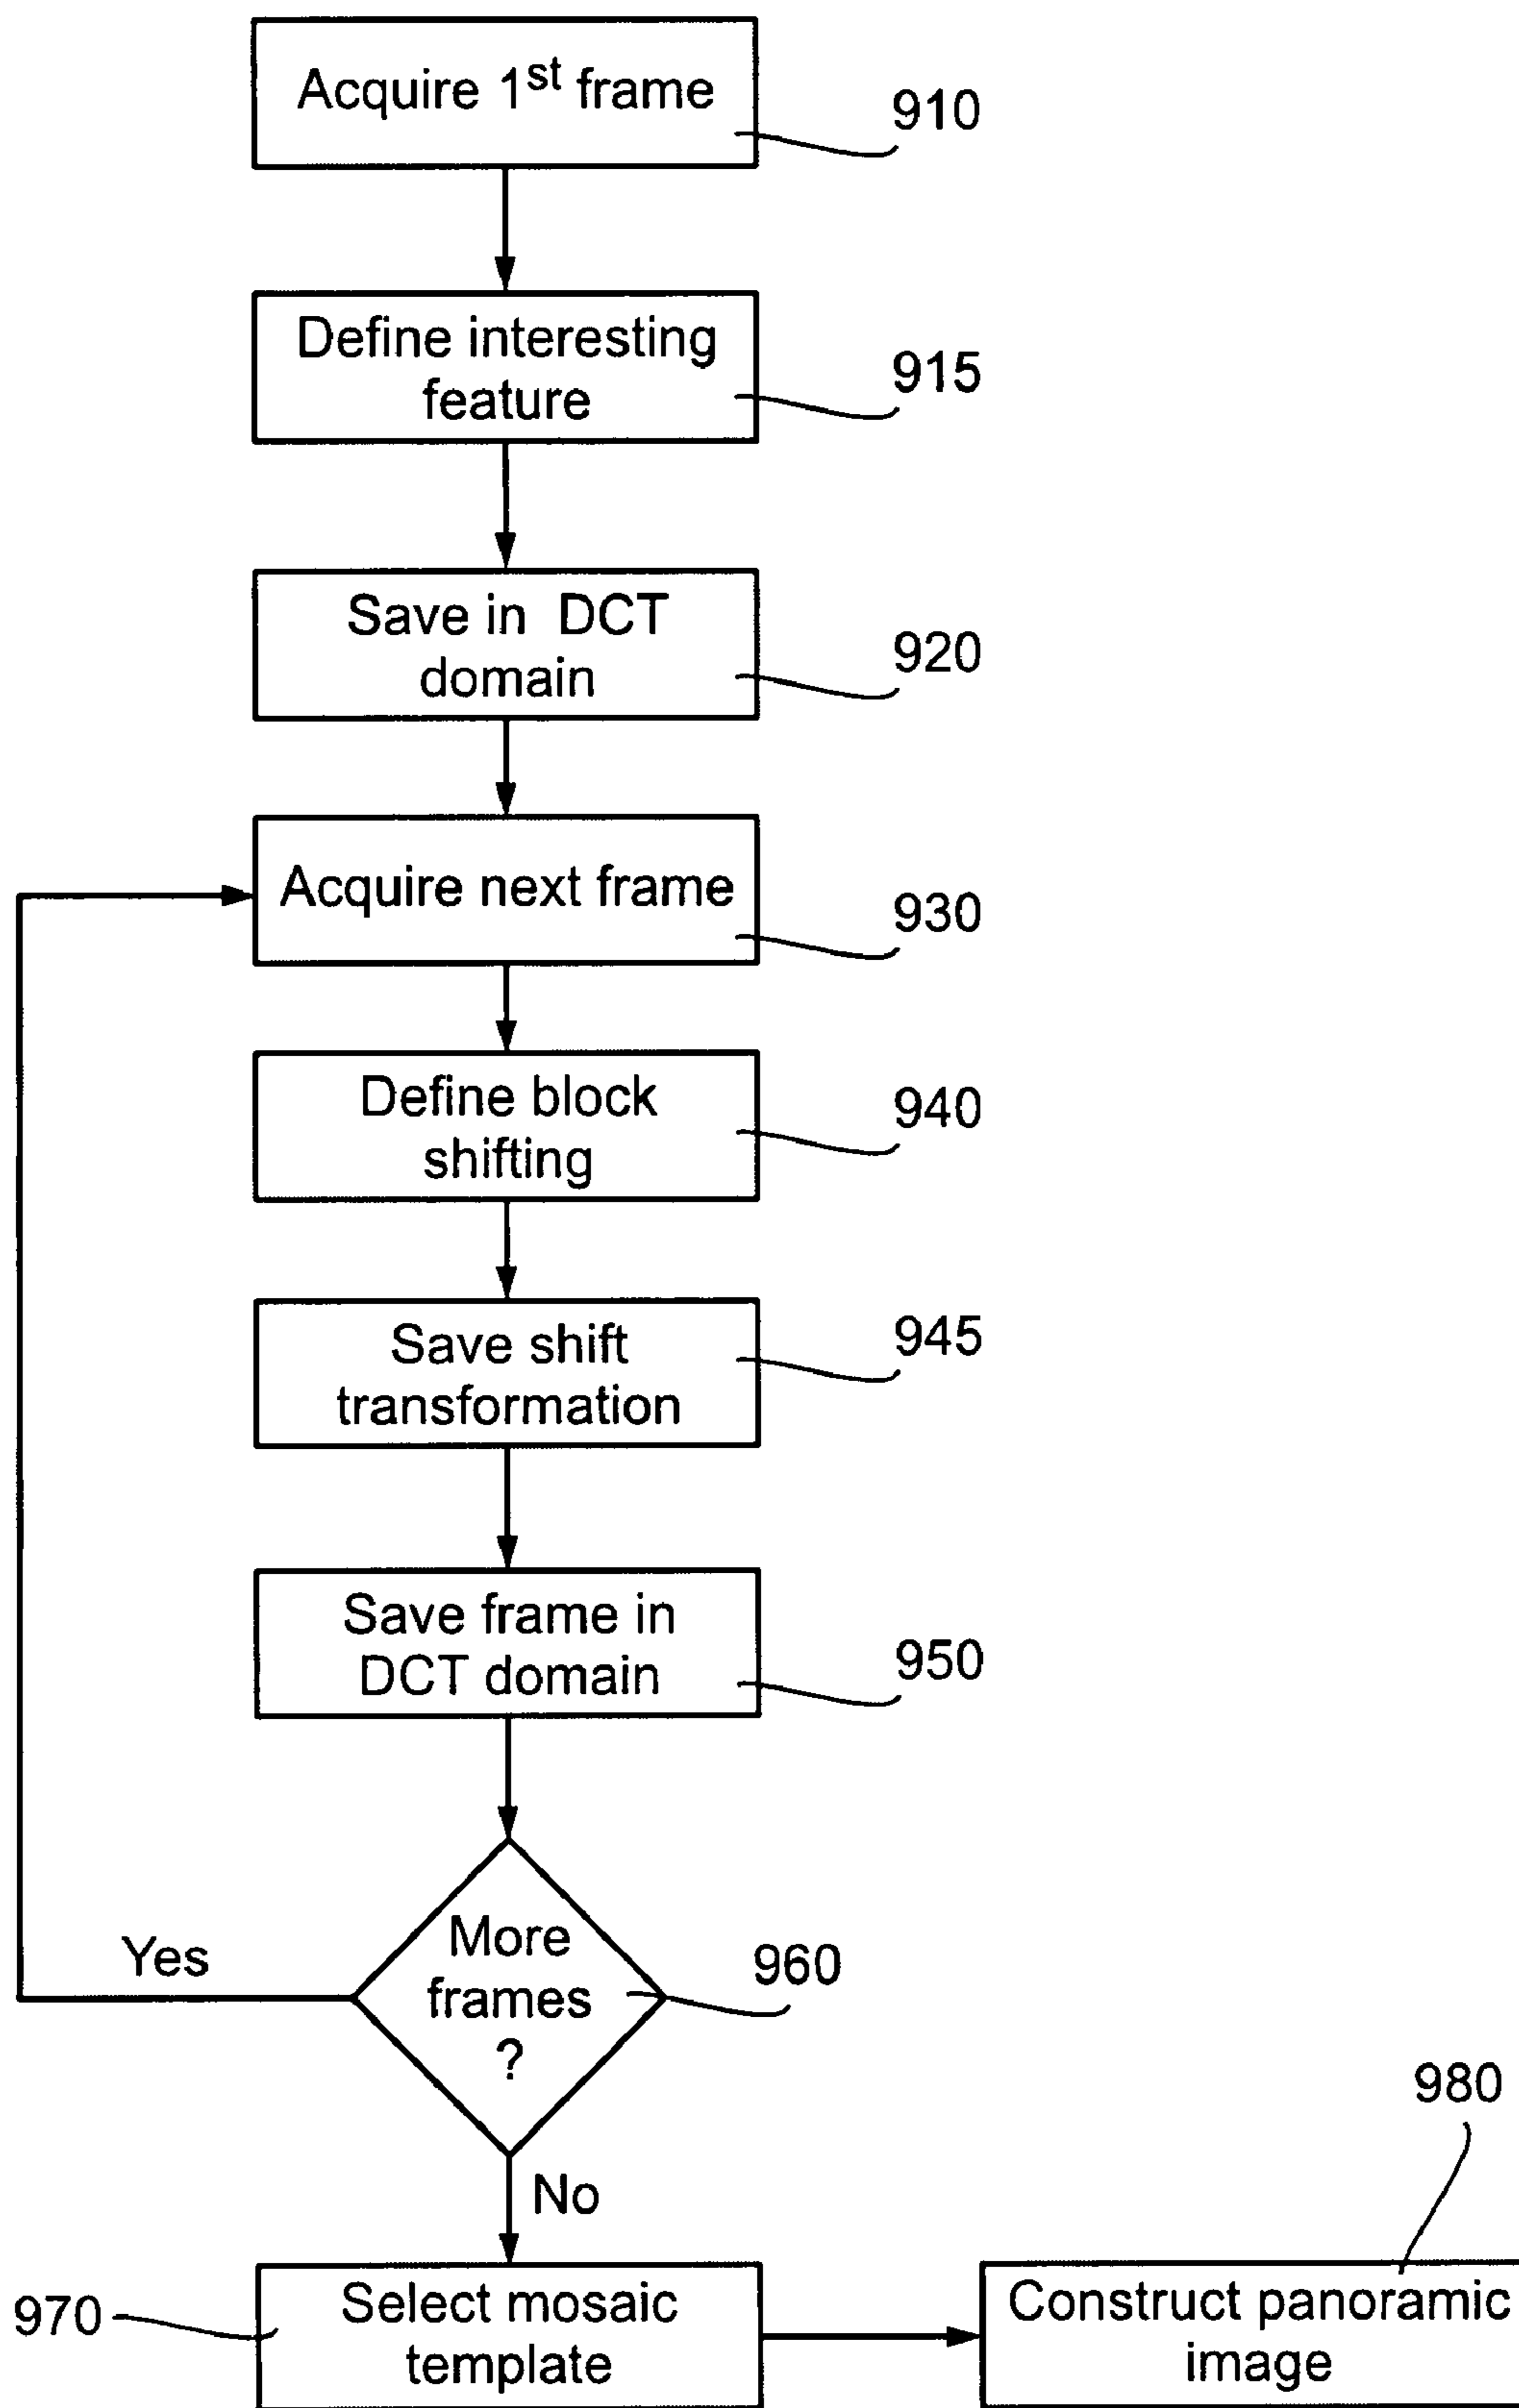 Acquire 1st frame
910
Define interesting
feature
915
Save in DCT
domain
920
Acquire next frame
930
Define block
shifting
940
Save shift
transformation
945
Save frame in
DCT domain
950
More
frames
?
960
Yes
No
980
970
Select mosaic
template
Construct panoramic
image